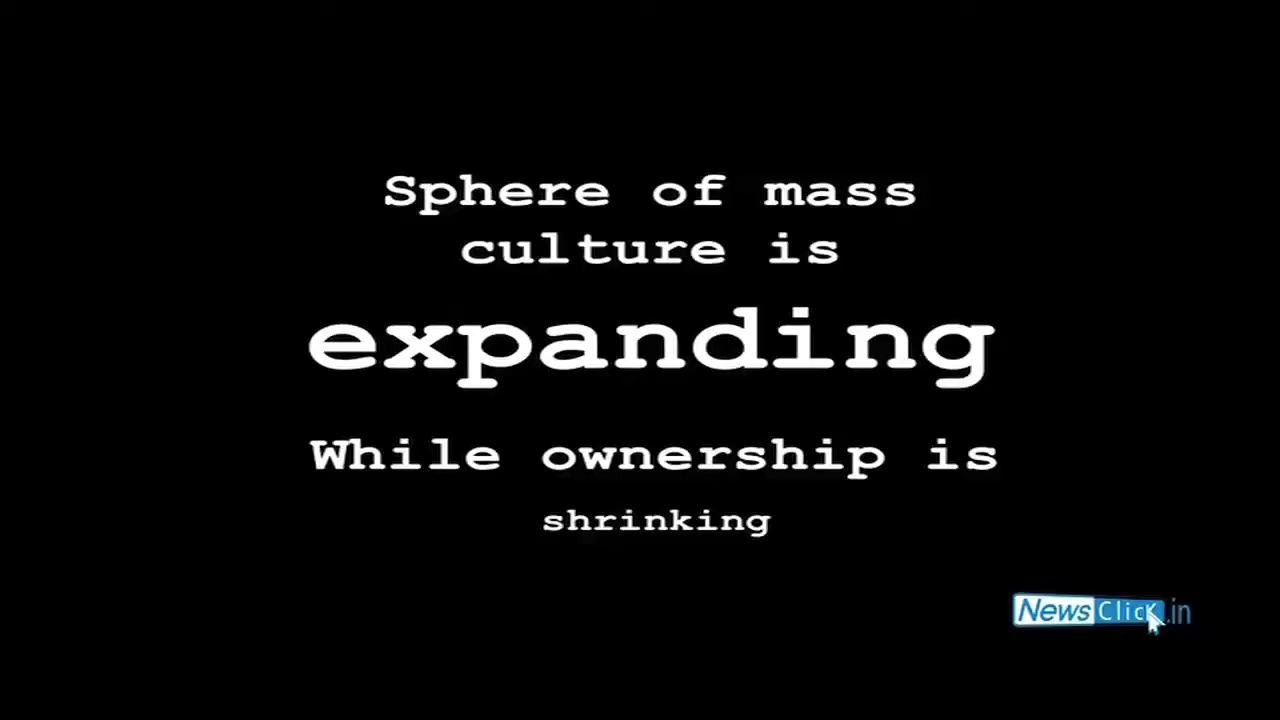 Sphere of mass
culture is
expanding
While ownership is
shrinking
NewsClick.in